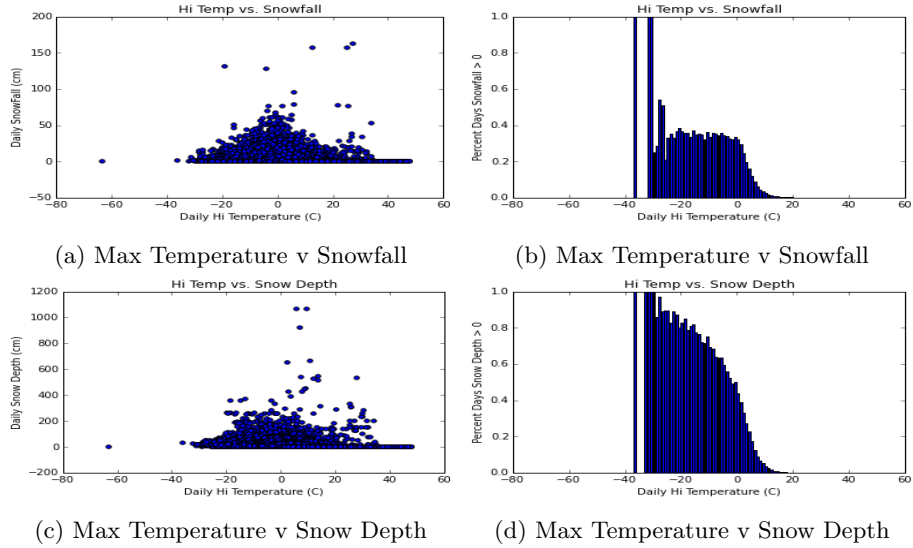 Hi Temp vs. Snowfall
Daily SnowFall (cm)
200
150
100
50
0
−50
−80 −60 −40 −20 0 20 40 60
Daily Hi Temperature (C)
(a) Max Temperature v Snowfall
Hi Temp vs. Snowfall
Percent Days Snowfall > 0
1.0
0.8
0.6
0.4
0.2
0.0
−80 −60 −40 −20 0 20 40 60
Daily Hi Temperature (C)
(b) Max Temperature v Snowfall
Hi Temp vs. Snow Depth
Daily Snow Depth (cm)
1200
1000
800
600
400
200
0
−200
−80 −60 −40 −20 0 20 40 60
Daily Hi Temperature (C)
(c) Max Temperature v Snow Depth
Hi Temp vs. Snow Depth
Percent Days Snow Depth > 0
1.0
0.8
0.6
0.4
0.2
0.0
−80 −60 −40 −20 0 20 40 60
Daily Hi Temperature (C)
(d) Max Temperature v Snow Depth